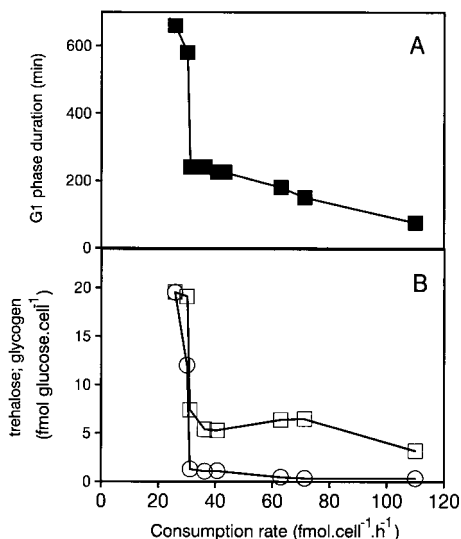 A
G1 phase duration (min)
600
400
200
0
B
trehalose; glycogen
(fmol glucose.cell⁻¹)
20
15
10
5
0
0 20 40 60 80 100 120
Consumption rate (fmol.cell⁻¹.h⁻¹)